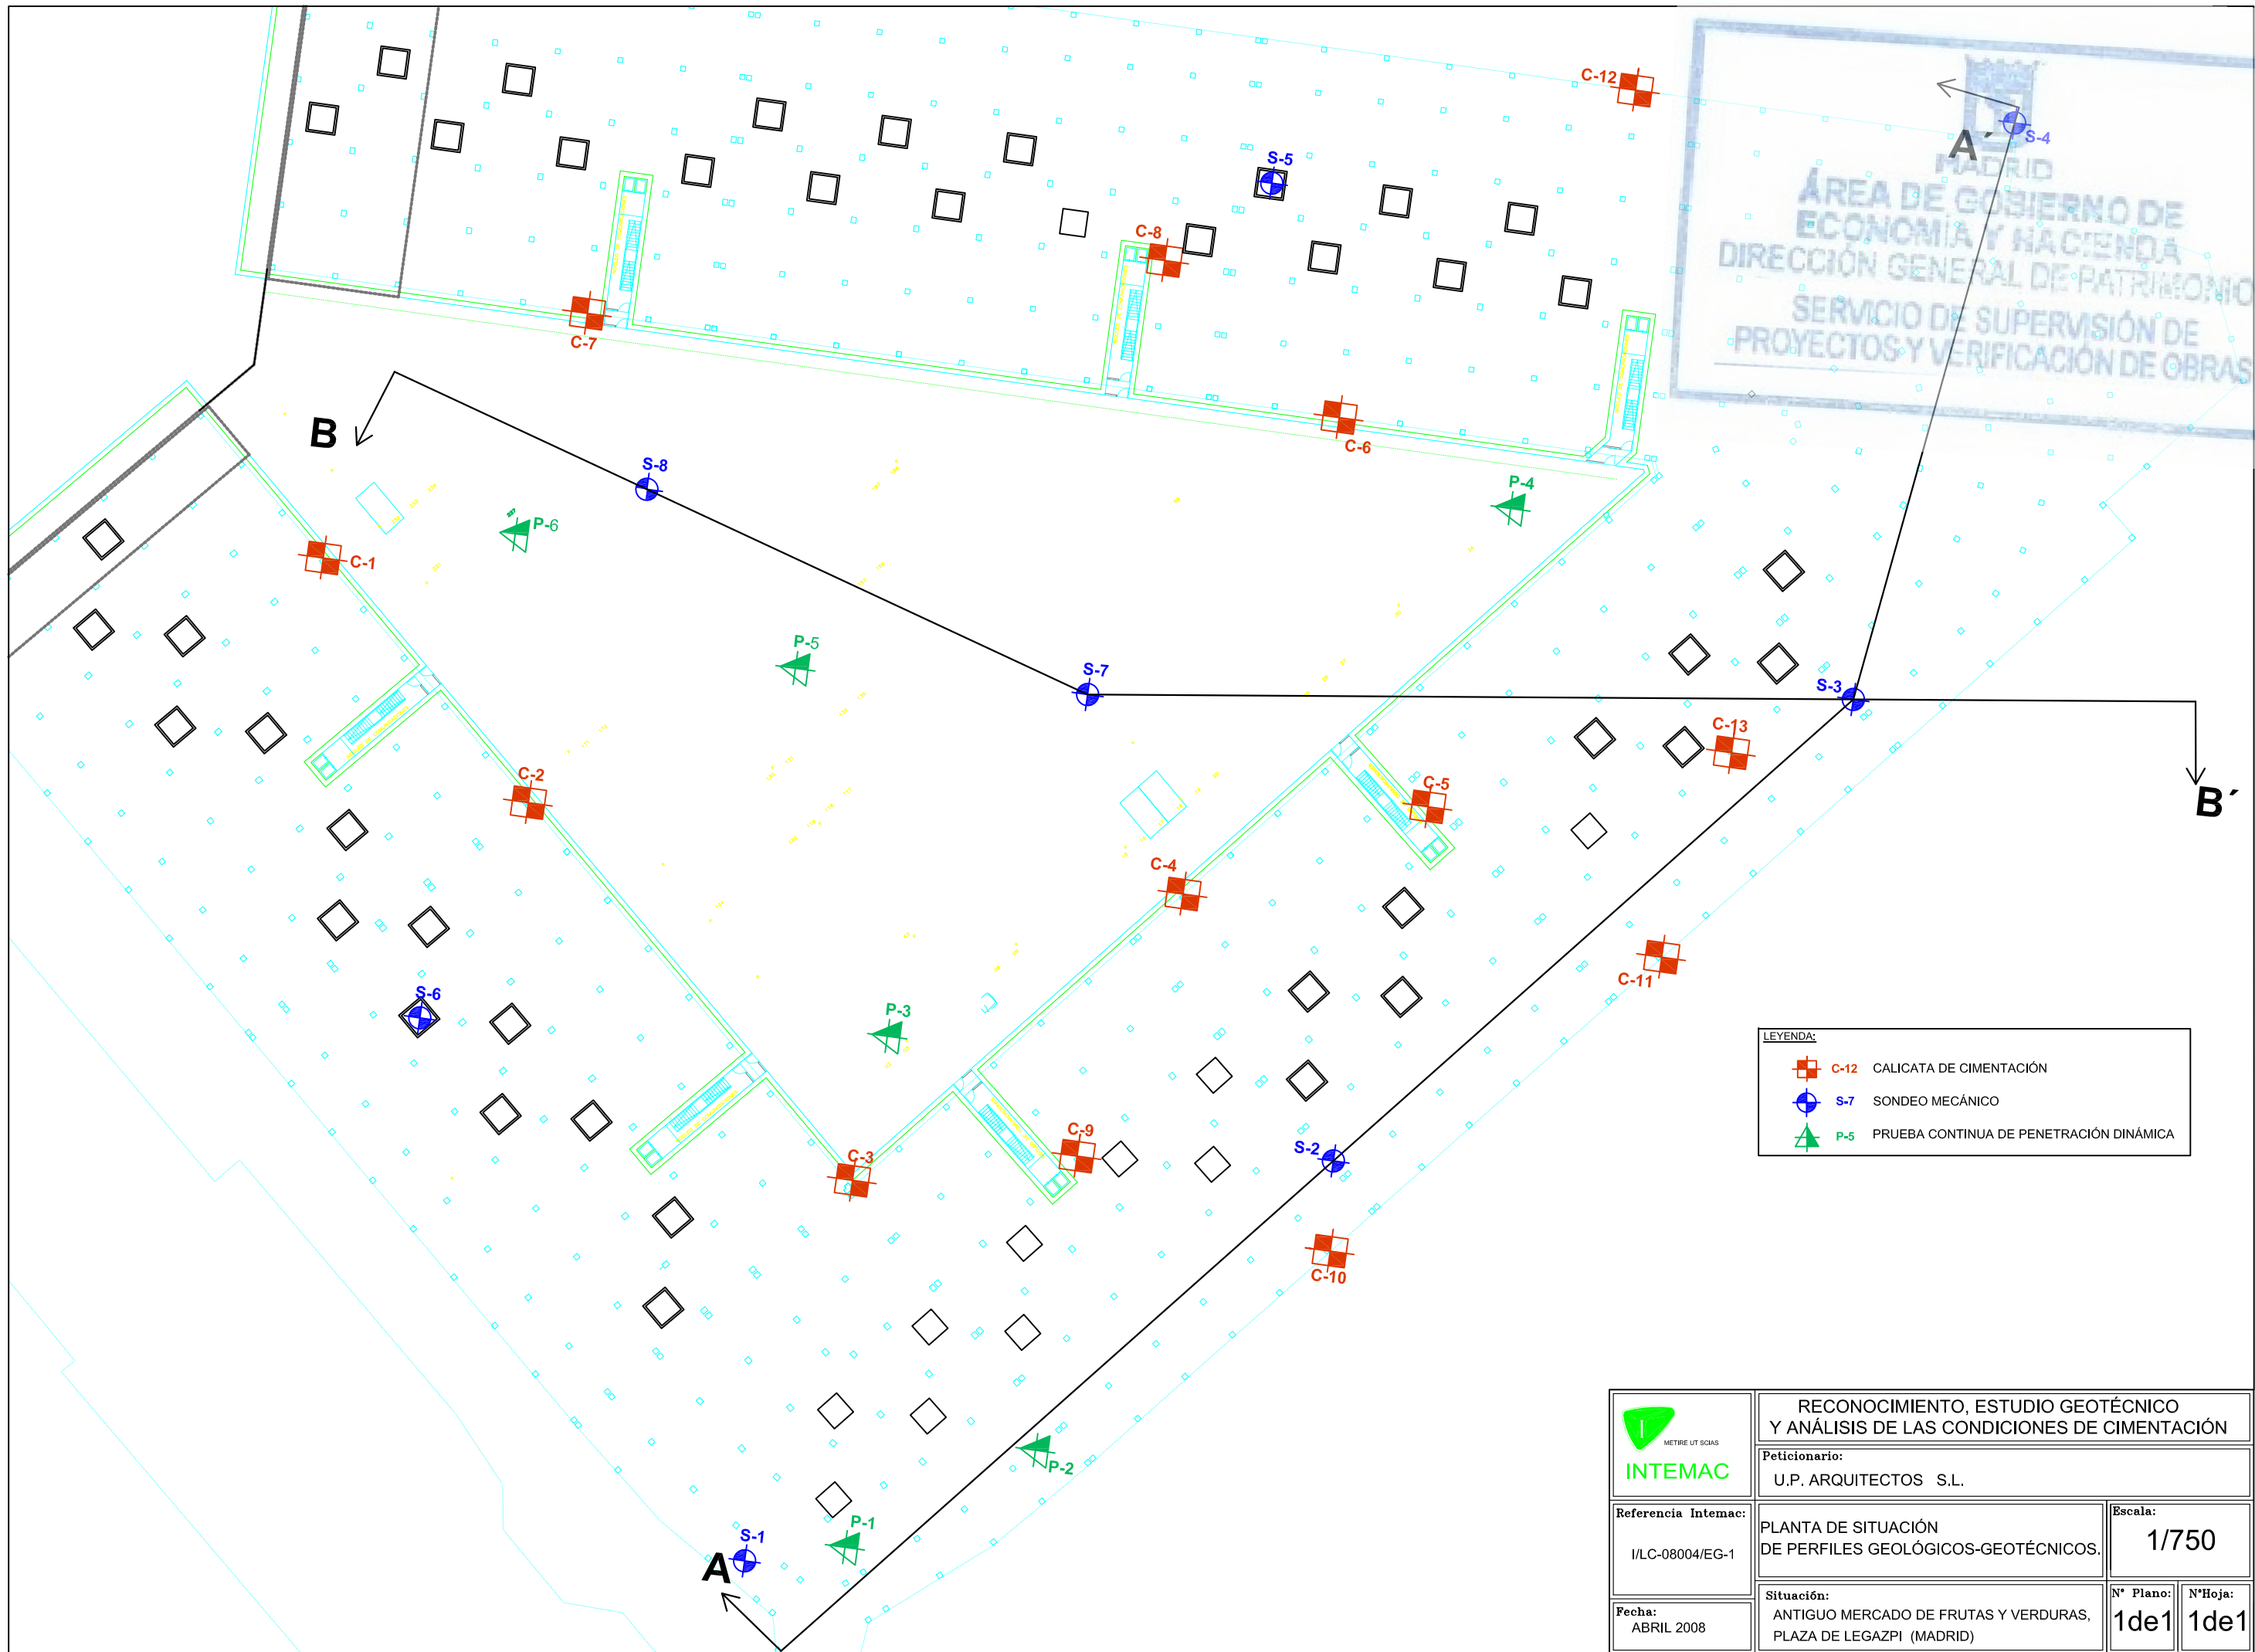 C-12
S-4
A´
MADRID
ÁREA DE GOBIERNO DE
ECONOMÍA Y HACIENDA
DIRECCIÓN GENERAL DE PATRIMONIO
SERVICIO DE SUPERVISIÓN DE
PROYECTOS Y VERIFICACIÓN DE OBRAS
S-5
C-8
C-7
C-6
B
S-8
P-4
P-6
C-1
P-5
S-7
S-3
C-13
C-2
C-5
B´
C-4
C-11
S-6
P-3
C-9
C-3
S-2
C-10
LEYENDA:
C-12 CALICATA DE CIMENTACIÓN
S-7 SONDEO MECÁNICO
P-5 PRUEBA CONTINUA DE PENETRACIÓN DINÁMICA
P-2
P-1
S-1
A
METIRE UT SCIAS
INTEMAC
RECONOCIMIENTO, ESTUDIO GEOTÉCNICO
Y ANÁLISIS DE LAS CONDICIONES DE CIMENTACIÓN
Peticionario:
U.P. ARQUITECTOS S.L.
Referencia Intemac:
I/LC-08004/EG-1
PLANTA DE SITUACIÓN
DE PERFILES GEOLÓGICOS-GEOTÉCNICOS.
Escala:
1/750
Fecha:
ABRIL 2008
Situación:
ANTIGUO MERCADO DE FRUTAS Y VERDURAS,
PLAZA DE LEGAZPI (MADRID)
N° Plano:
1de1
N°Hoja:
1de1